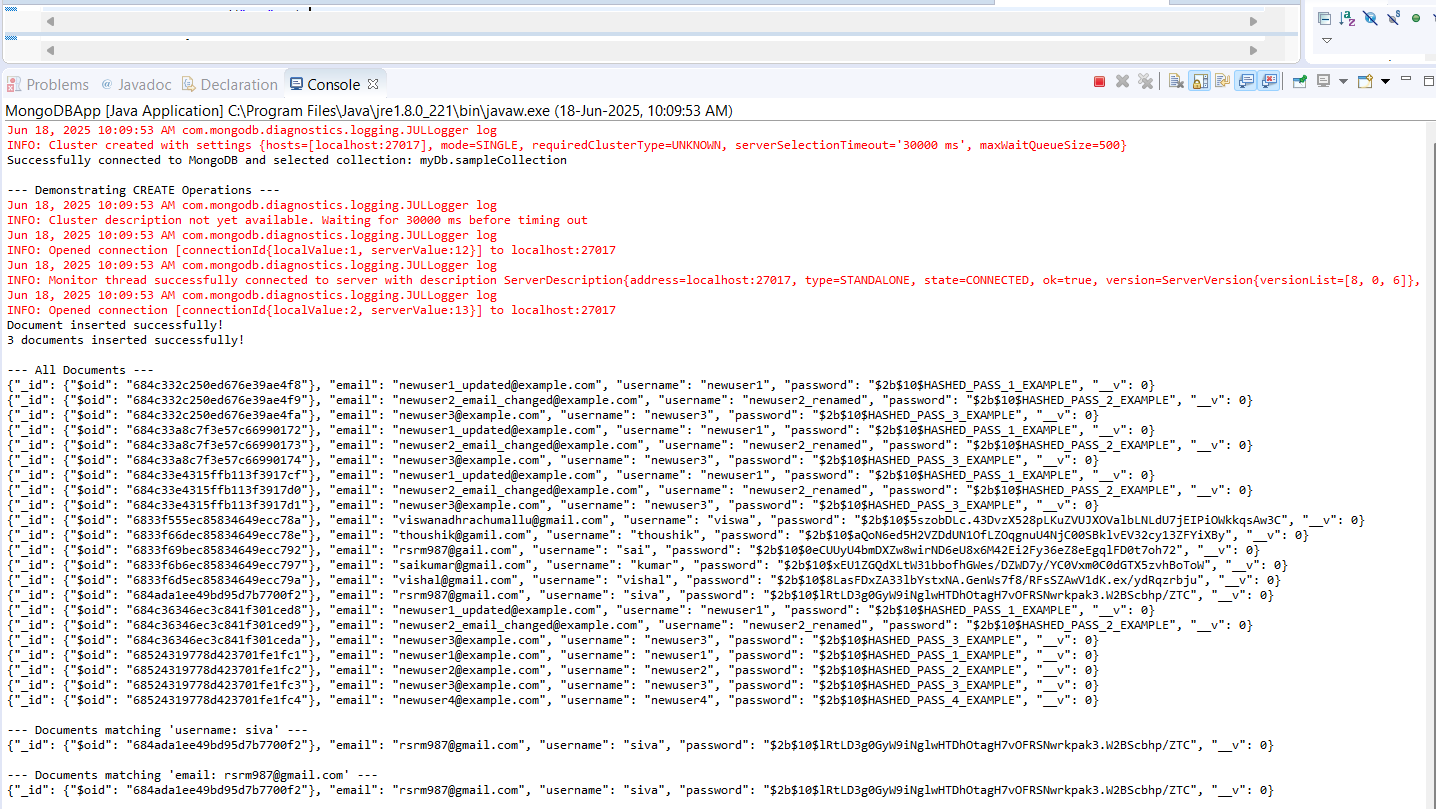 Problems @ Javadoc Declaration Console
MongoDBApp [Java Application] C:\Program Files\Java\jre1.8.0_221\bin\javaw.exe (18-Jun-2025, 10:09:53 AM)
Jun 18, 2025 10:09:53 AM com.mongodb.diagnostics.logging.JULLogger log
INFO: Cluster created with settings {hosts=[localhost:27017], mode=SINGLE, requiredClusterType=UNKNOWN, serverSelectionTimeout='30000 ms', maxWaitQueueSize=500}
Successfully connected to MongoDB and selected collection: myDb.sampleCollection
--- Demonstrating CREATE Operations ---
Jun 18, 2025 10:09:53 AM com.mongodb.diagnostics.logging.JULLogger log
INFO: Cluster description not yet available. Waiting for 30000 ms before timing out
Jun 18, 2025 10:09:53 AM com.mongodb.diagnostics.logging.JULLogger log
INFO: Opened connection [connectionId{localValue:1, serverValue:12}] to localhost:27017
Jun 18, 2025 10:09:53 AM com.mongodb.diagnostics.logging.JULLogger log
INFO: Monitor thread successfully connected to server with description ServerDescription{address=localhost:27017, type=STANDALONE, state=CONNECTED, ok=true, version=ServerVersion{versionList=[8, 0, 6]},
Jun 18, 2025 10:09:53 AM com.mongodb.diagnostics.logging.JULLogger log
INFO: Opened connection [connectionId{localValue:2, serverValue:13}] to localhost:27017
Document inserted successfully!
3 documents inserted successfully!
--- All Documents ---
{"_id": {"$oid": "684c332c250ed676e39ae4f8"}, "email": "newuser1_updated@example.com", "username": "newuser1", "password": "$2b$10$HASHED_PASS_1_EXAMPLE", "__v": 0}
{"_id": {"$oid": "684c332c250ed676e39ae4f9"}, "email": "newuser2_email_changed@example.com", "username": "newuser2_renamed", "password": "$2b$10$HASHED_PASS_2_EXAMPLE", "__v": 0}
{"_id": {"$oid": "684c332c250ed676e39ae4fa"}, "email": "newuser3@example.com", "username": "newuser3", "password": "$2b$10$HASHED_PASS_3_EXAMPLE", "__v": 0}
{"_id": {"$oid": "684c33a8c7f3e57c66990172"}, "email": "newuser1_updated@example.com", "username": "newuser1", "password": "$2b$10$HASHED_PASS_1_EXAMPLE", "__v": 0}
{"_id": {"$oid": "684c33a8c7f3e57c66990173"}, "email": "newuser2_email_changed@example.com", "username": "newuser2_renamed", "password": "$2b$10$HASHED_PASS_2_EXAMPLE", "__v": 0}
{"_id": {"$oid": "684c33a8c7f3e57c66990174"}, "email": "newuser3@example.com", "username": "newuser3", "password": "$2b$10$HASHED_PASS_3_EXAMPLE", "__v": 0}
{"_id": {"$oid": "684c33e4315ffb113f3917cf"}, "email": "newuser1_updated@example.com", "username": "newuser1", "password": "$2b$10$HASHED_PASS_1_EXAMPLE", "__v": 0}
{"_id": {"$oid": "684c33e4315ffb113f3917d0"}, "email": "newuser2_email_changed@example.com", "username": "newuser2_renamed", "password": "$2b$10$HASHED_PASS_2_EXAMPLE", "__v": 0}
{"_id": {"$oid": "684c33e4315ffb113f3917d1"}, "email": "newuser3@example.com", "username": "newuser3", "password": "$2b$10$HASHED_PASS_3_EXAMPLE", "__v": 0}
{"_id": {"$oid": "6833f555ec85834649ecc78a"}, "email": "viswanadhrachumallu@gmail.com", "username": "viswa", "password": "$2b$10$5szobDLc.43DvzX528pLKuZVUJXOValbLNLdU7jEIPiOWkkqsAw3C", "__v": 0}
{"_id": {"$oid": "6833f66dec85834649ecc78e"}, "email": "thoushik@gamil.com", "username": "thoushik", "password": "$2b$10$aQoN6ed5H2VZDdUN1OfLZOqgnuU4NjC00SBklvEV32cy13ZFYiXBy", "__v": 0}
{"_id": {"$oid": "6833f69bec85834649ecc792"}, "email": "rsrm987@gail.com", "username": "sai", "password": "$2b$10$0eCUUyU4bmDXZw8wirND6eU8x6M42Ei2Fy36eZ8eEgqlFD0t7oh72", "__v": 0}
{"_id": {"$oid": "6833f6b6ec85834649ecc797"}, "email": "saikumar@gmail.com", "username": "kumar", "password": "$2b$10$xEU1ZGQdXLtW31bbofhGWes/DZWD7y/YC0Vxm0C0dGTX5zvhBoToW", "__v": 0}
{"_id": {"$oid": "6833f6d5ec85834649ecc79a"}, "email": "vishal@gmail.com", "username": "vishal", "password": "$2b$10$8LasFDxZA33lbYstxNA.GenWs7f8/RFsSZAwV1dK.ex/ydRqzrbju", "__v": 0}
{"_id": {"$oid": "684ada1ee49bd95d7b7700f2"}, "email": "rsrm987@gmail.com", "username": "siva", "password": "$2b$10$lRtLD3g0GyW9iNglwHTDhOtagH7vOFRSNwrkpak3.W2BScbhp/ZTC", "__v": 0}
{"_id": {"$oid": "684c36346ec3c841f301ced8"}, "email": "newuser1_updated@example.com", "username": "newuser1", "password": "$2b$10$HASHED_PASS_1_EXAMPLE", "__v": 0}
{"_id": {"$oid": "684c36346ec3c841f301ced9"}, "email": "newuser2_email_changed@example.com", "username": "newuser2_renamed", "password": "$2b$10$HASHED_PASS_2_EXAMPLE", "__v": 0}
{"_id": {"$oid": "684c36346ec3c841f301ceda"}, "email": "newuser3@example.com", "username": "newuser3", "password": "$2b$10$HASHED_PASS_3_EXAMPLE", "__v": 0}
{"_id": {"$oid": "68524319778d423701fe1fc1"}, "email": "newuser1@example.com", "username": "newuser1", "password": "$2b$10$HASHED_PASS_1_EXAMPLE", "__v": 0}
{"_id": {"$oid": "68524319778d423701fe1fc2"}, "email": "newuser2@example.com", "username": "newuser2", "password": "$2b$10$HASHED_PASS_2_EXAMPLE", "__v": 0}
{"_id": {"$oid": "68524319778d423701fe1fc3"}, "email": "newuser3@example.com", "username": "newuser3", "password": "$2b$10$HASHED_PASS_3_EXAMPLE", "__v": 0}
{"_id": {"$oid": "68524319778d423701fe1fc4"}, "email": "newuser4@example.com", "username": "newuser4", "password": "$2b$10$HASHED_PASS_4_EXAMPLE", "__v": 0}
--- Documents matching 'username: siva' ---
{"_id": {"$oid": "684ada1ee49bd95d7b7700f2"}, "email": "rsrm987@gmail.com", "username": "siva", "password": "$2b$10$lRtLD3g0GyW9iNglwHTDhOtagH7vOFRSNwrkpak3.W2BScbhp/ZTC", "__v": 0}
--- Documents matching 'email: rsrm987@gmail.com' ---
{"_id": {"$oid": "684ada1ee49bd95d7b7700f2"}, "email": "rsrm987@gmail.com", "username": "siva", "password": "$2b$10$lRtLD3g0GyW9iNglwHTDhOtagH7vOFRSNwrkpak3.W2BScbhp/ZTC", "__v": 0}